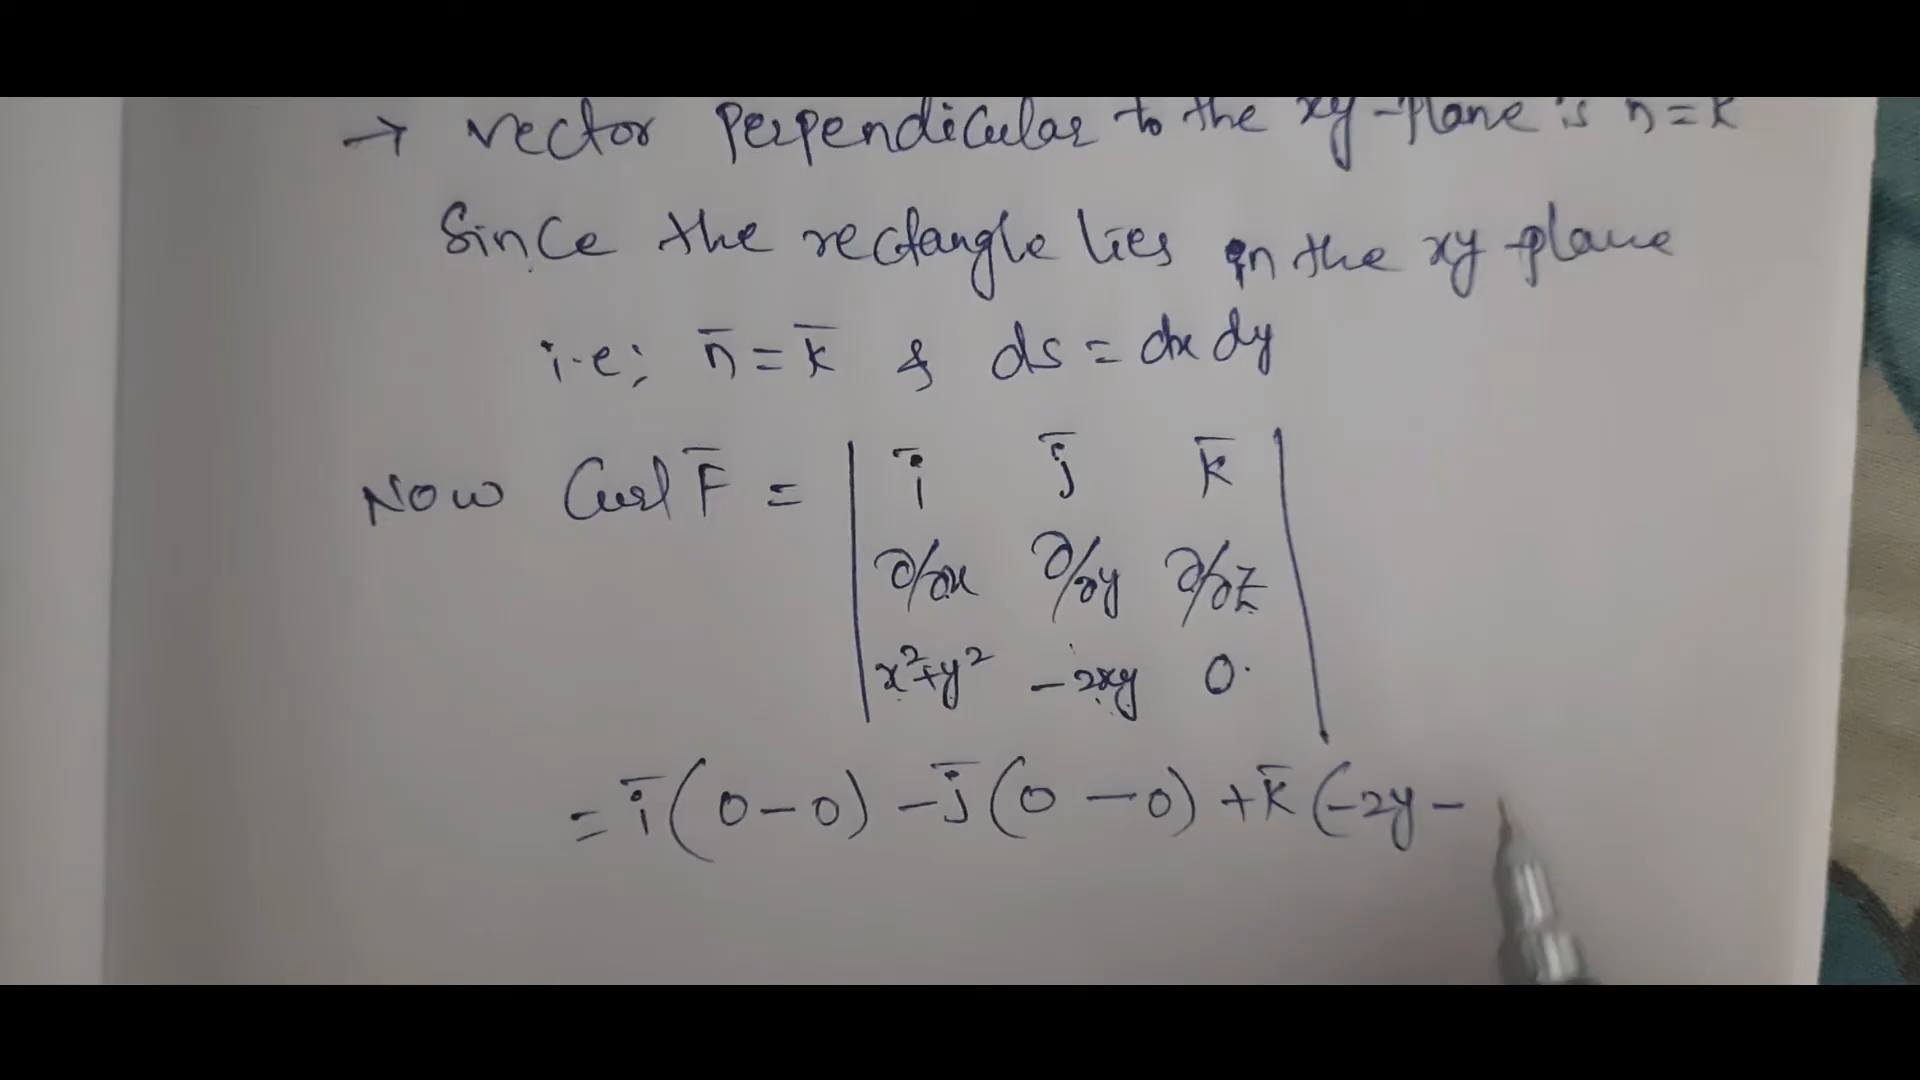 → Vector perpendicular to the xy-plane is n = k
Since the rectangle lies in the xy plane
i.e; n̅ = k̅ & ds = dx dy
Now Curl F̅ = | i̅ j̅ k̅ |
∂/∂x ∂/∂y ∂/∂z
x²+y² -2xy 0
= i̅ (0-0) - j̅ (0-0) + k̅ (-2y -